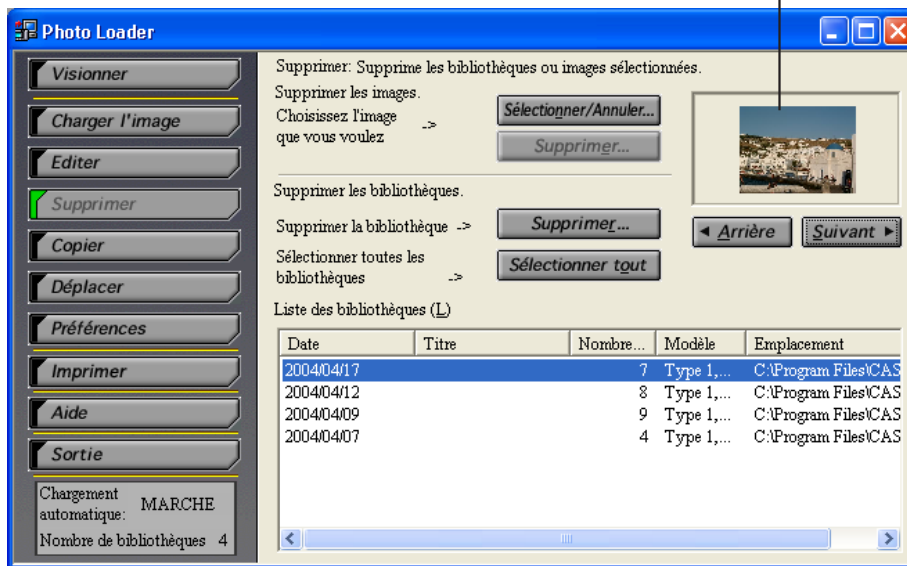 Photo Loader
Visionner
Charger l'image
Editer
Supprimer
Copier
Déplacer
Préférences
Imprimer
Aide
Sortie
Chargement
automatique: MARCHE
Nombre de bibliothèques 4
Supprimer: Supprime les bibliothèques ou images sélectionnées.
Supprimer les images.
Choisissez l'image
que vous voulez ->
Sélectionner/Annuler...
Supprimer...
Supprimer les bibliothèques.
Supprimer la bibliothèque -> Supprimer...
Sélectionner toutes les
bibliothèques -> Sélectionner tout
◄ Arrière Suivant ►
Liste des bibliothèques (L)
Date Titre Nombre... Modèle Emplacement
2004/04/17 7 Type 1,... C:\Program Files\CAS
2004/04/12 8 Type 1,... C:\Program Files\CAS
2004/04/09 9 Type 1,... C:\Program Files\CAS
2004/04/07 4 Type 1,... C:\Program Files\CAS